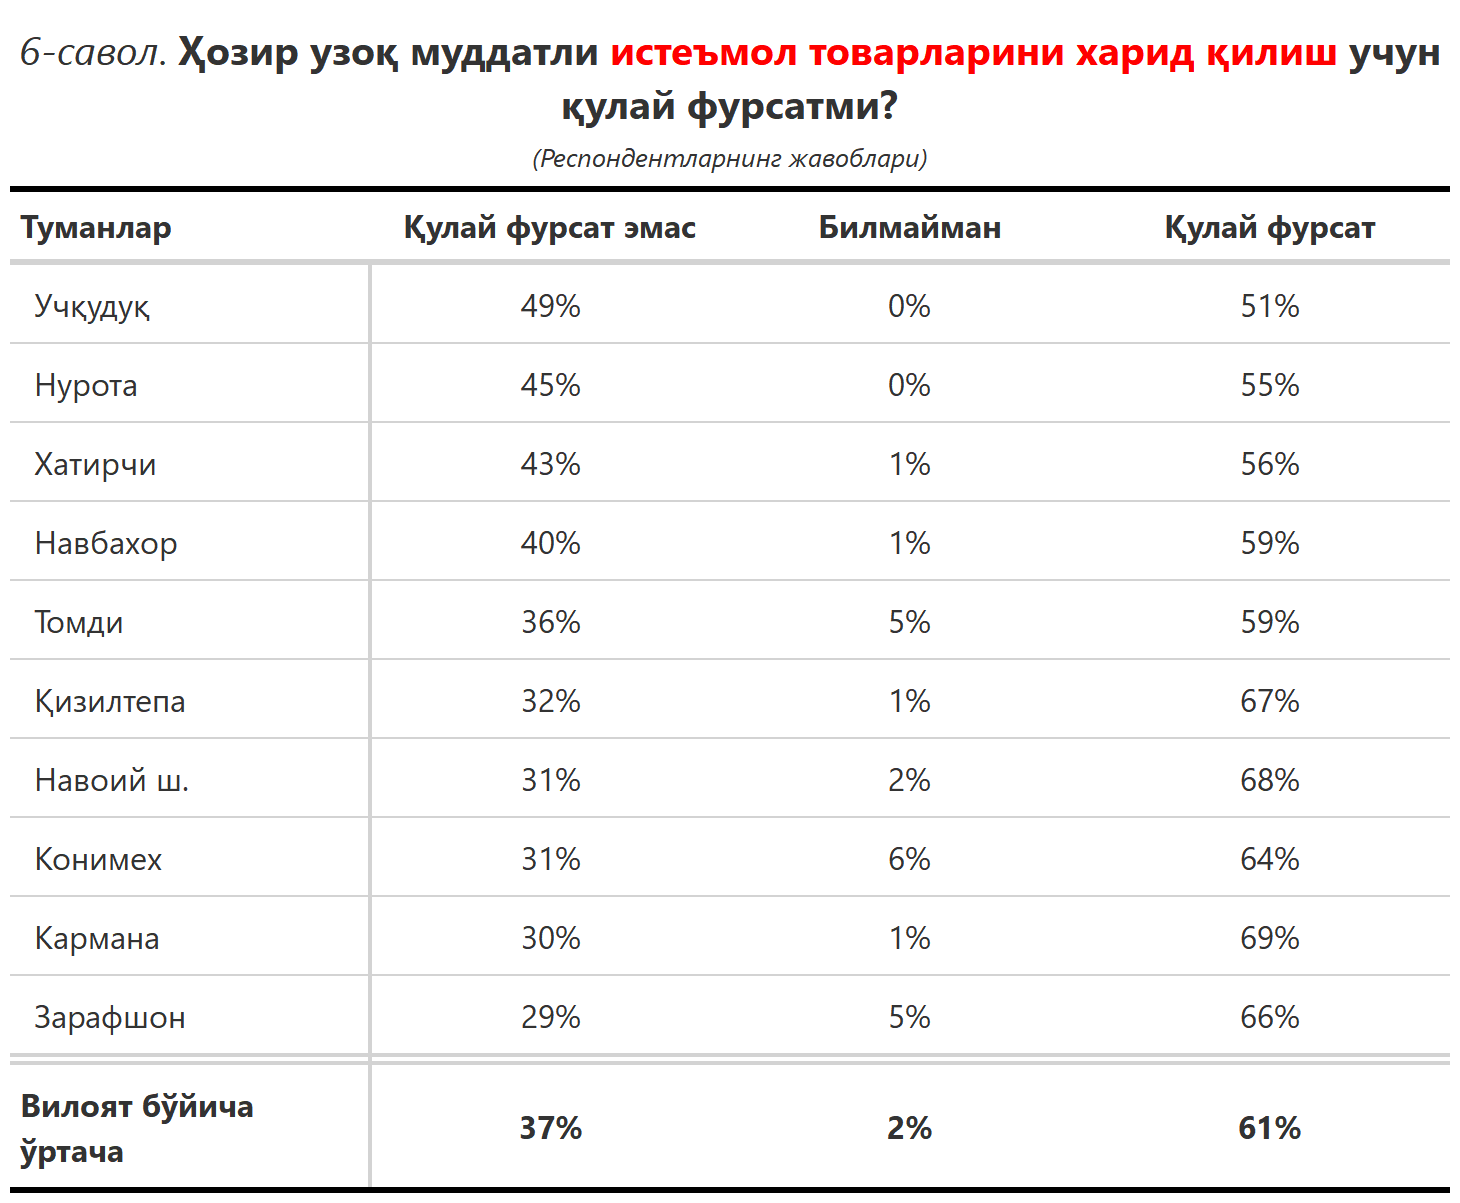 6-савол. Ҳозир узоқ муддатли истеъмол товарларини харид қилиш учун
қулай фурсатми?
(Респондентларнинг жавоблари)
Туманлар Қулай фурсат эмас Билмайман Қулай фурсат
Учқудуқ 49% 0% 51%
Нурота 45% 0% 55%
Хатирчи 43% 1% 56%
Навбахор 40% 1% 59%
Томди 36% 5% 59%
Қизилтепа 32% 1% 67%
Навоий ш. 31% 2% 68%
Конимех 31% 6% 64%
Кармана 30% 1% 69%
Зарафшон 29% 5% 66%
Вилоят бўйича
ўртача 37% 2% 61%